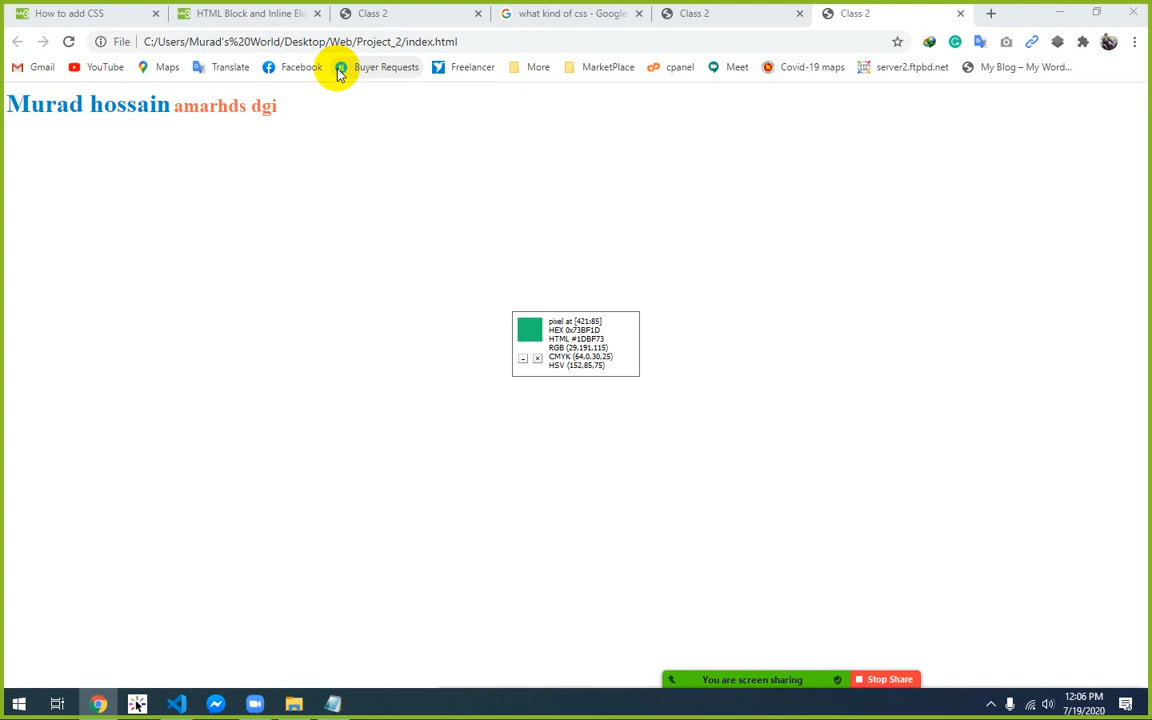 How to add CSS
HTML Block and Inline Ele
Class 2
what kind of css - Google
Class 2
Class 2
File
C:/Users/Murad's%20World/Desktop/Web/Project_2/index.html
Gmail
YouTube
Maps
Translate
Facebook
Buyer Requests
Freelancer
More
MarketPlace
cpanel
Meet
Covid-19 maps
server2.ftpbd.net
My Blog – My Word...
Murad hossain amarhds dgi
pixel at [421:85]
HEX 0x73BF1D
HTML #1DBF73
RGB (29,191,115)
CMYK (64,0,30,25)
HSV (152,85,75)
You are screen sharing
Stop Share
12:06 PM
7/19/2020